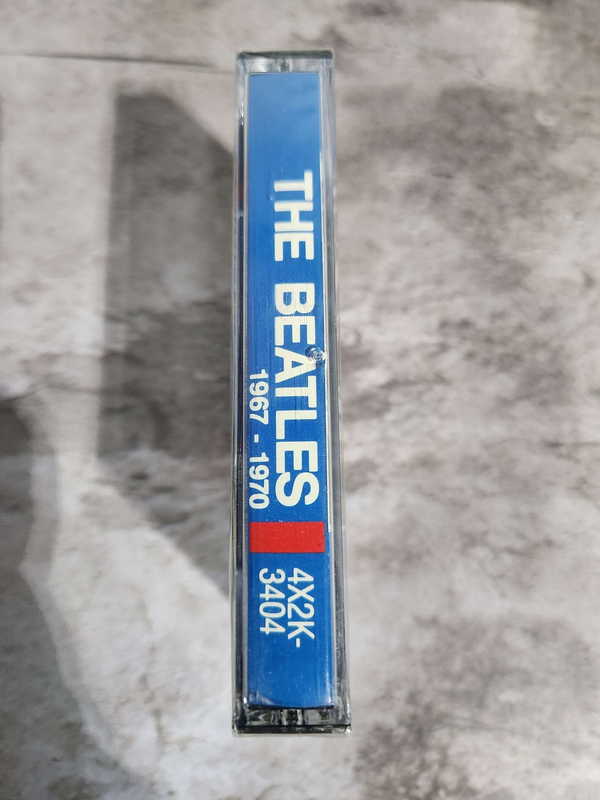 THE BEATLES
1967 - 1970
4X2K-
3404